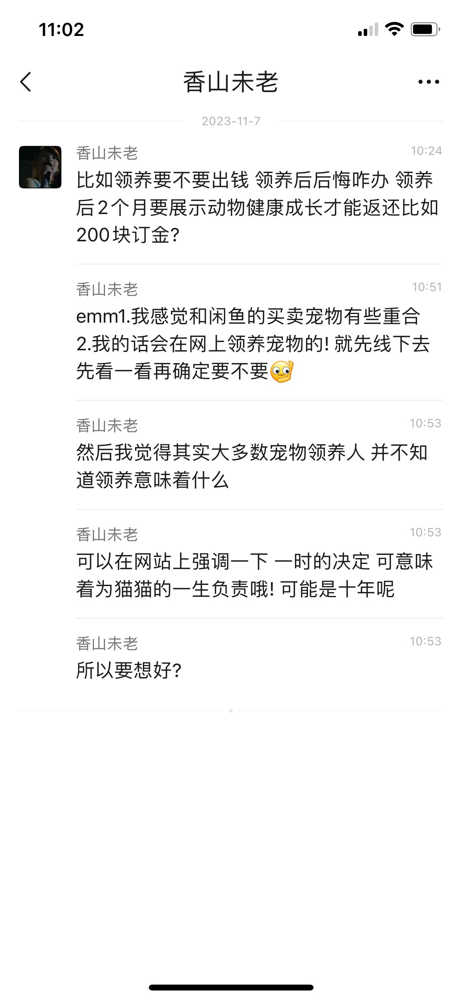 11:02
香山未老
2023-11-7
香山未老
10:24
比如领养要不要出钱 领养后后悔咋办 领养
后2个月要展示动物健康成长才能返还比如
200块订金?
香山未老
10:51
emm1.我感觉和闲鱼的买卖宠物有些重合
2.我的话会在网上领养宠物的! 就先线下去
先看一看再确定要不要
香山未老
10:53
然后我觉得其实大多数宠物领养人 并不知
道领养意味着什么
香山未老
10:53
可以在网站上强调一下 一时的决定 可意味
着为猫猫的一生负责哦! 可能是十年呢
香山未老
10:53
所以要想好?